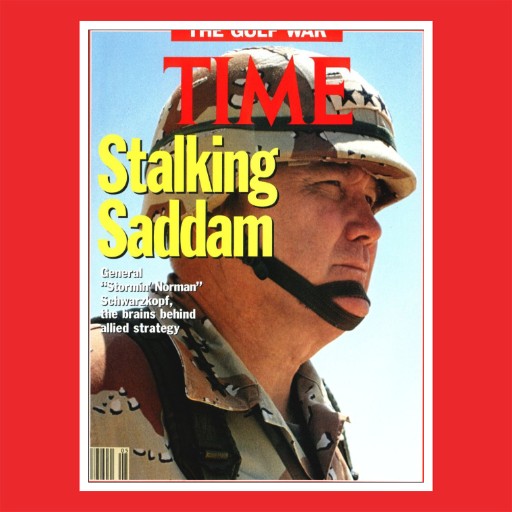 THE GULF WAR
TIME
Stalking
Saddam
General
"Stormin' Norman"
Schwarzkopf,
the brains behind
allied strategy